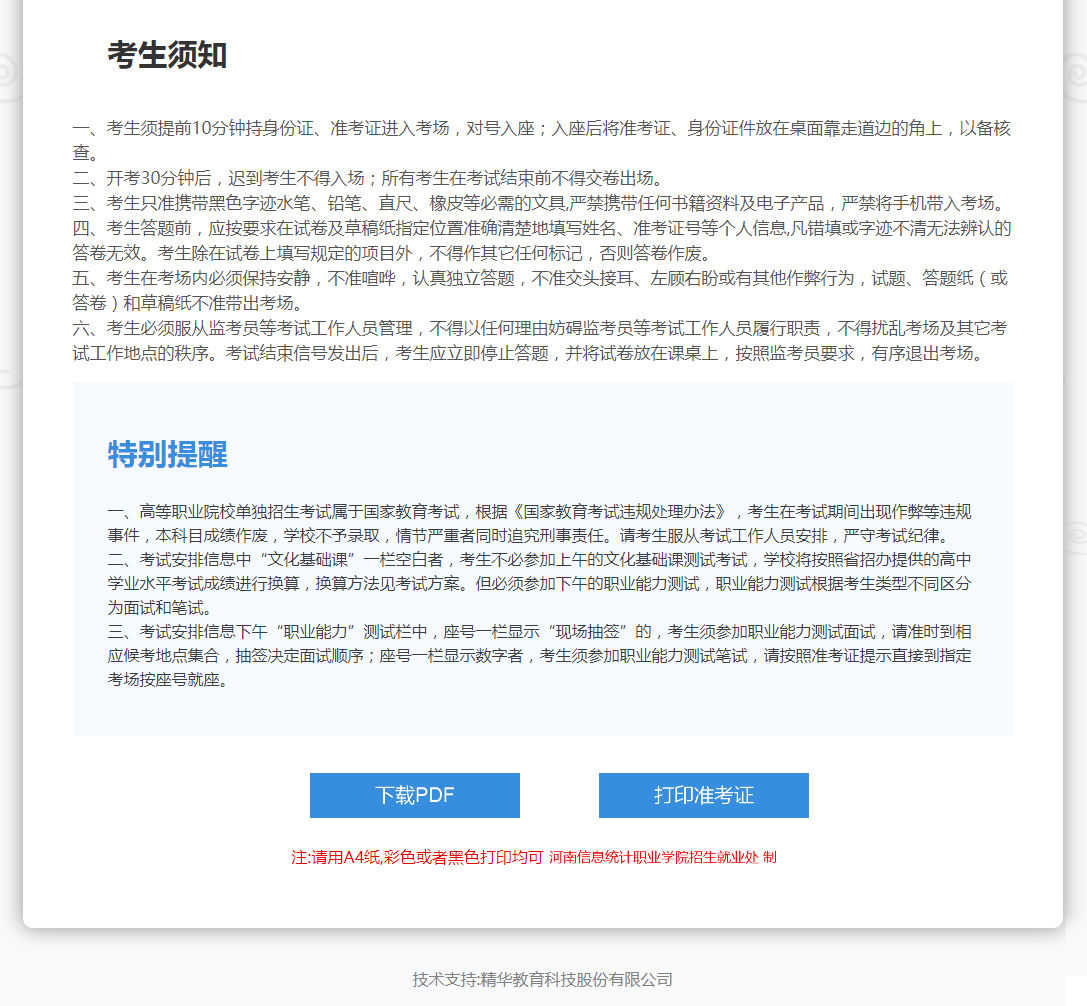 考生须知
一、考生须提前10分钟持身份证、准考证进入考场，对号入座；入座后将准考证、身份证件放在桌面靠走道边的角上，以备核
查。
二、开考30分钟后，迟到考生不得入场；所有考生在考试结束前不得交卷出场。
三、考生只准携带黑色字迹水笔、铅笔、直尺、橡皮等必需的文具,严禁携带任何书籍资料及电子产品，严禁将手机带入考场。
四、考生答题前，应按要求在试卷及草稿纸指定位置准确清楚地填写姓名、准考证号等个人信息,凡错填或字迹不清无法辨认的
答卷无效。考生除在试卷上填写规定的项目外，不得作其它任何标记，否则答卷作废。
五、考生在考场内必须保持安静，不准喧哗，认真独立答题，不准交头接耳、左顾右盼或有其他作弊行为，试题、答题纸（或
答卷）和草稿纸不准带出考场。
六、考生必须服从监考员等考试工作人员管理，不得以任何理由妨碍监考员等考试工作人员履行职责，不得扰乱考场及其它考
试工作地点的秩序。考试结束信号发出后，考生应立即停止答题，并将试卷放在课桌上，按照监考员要求，有序退出考场。
特别提醒
一、高等职业院校单独招生考试属于国家教育考试，根据《国家教育考试违规处理办法》，考生在考试期间出现作弊等违规
事件，本科目成绩作废，学校不予录取，情节严重者同时追究刑事责任。请考生服从考试工作人员安排，严守考试纪律。
二、考试安排信息中“文化基础课”一栏空白者，考生不必参加上午的文化基础课测试考试，学校将按照省招办提供的高中
学业水平考试成绩进行换算，换算方法见考试方案。但必须参加下午的职业能力测试，职业能力测试根据考生类型不同区分
为面试和笔试。
三、考试安排信息下午“职业能力”测试栏中，座号一栏显示“现场抽签”的，考生须参加职业能力测试面试，请准时到相
应候考地点集合，抽签决定面试顺序；座号一栏显示数字者，考生须参加职业能力测试笔试，请按照准考证提示直接到指定
考场按座号就座。
下载PDF 打印准考证
注:请用A4纸,彩色或者黑色打印均可 河南信息统计职业学院招生就业处 制
技术支持:精华教育科技股份有限公司